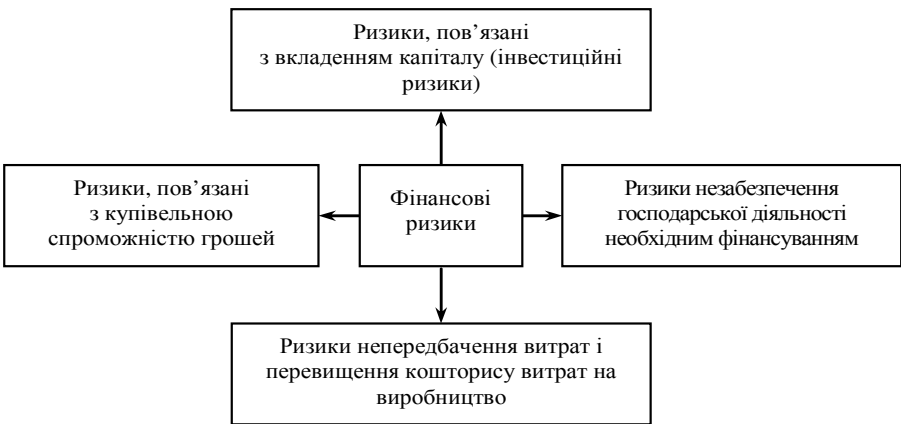 Ризики, пов’язані
з вкладенням капіталу (інвестиційні
ризики)
Ризики, пов’язані
з купівельною
спроможністю грошей
Фінансові
ризики
Ризики незабезпечення
господарської діяльності
необхідним фінансуванням
Ризики непередбачення витрат і
перевищення кошторису витрат на
виробництво